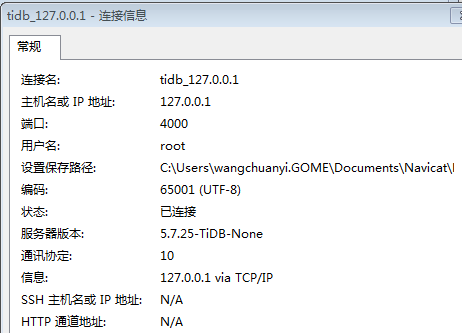 tidb_127.0.0.1 - 连接信息
常规
连接名: tidb_127.0.0.1
主机名或 IP 地址: 127.0.0.1
端口: 4000
用户名: root
设置保存路径: C:\Users\wangchuanyi.GOME\Documents\Navicat\
编码: 65001 (UTF-8)
状态: 已连接
服务器版本: 5.7.25-TiDB-None
通讯协定: 10
信息: 127.0.0.1 via TCP/IP
SSH 主机名或 IP 地址: N/A
HTTP 通道地址: N/A